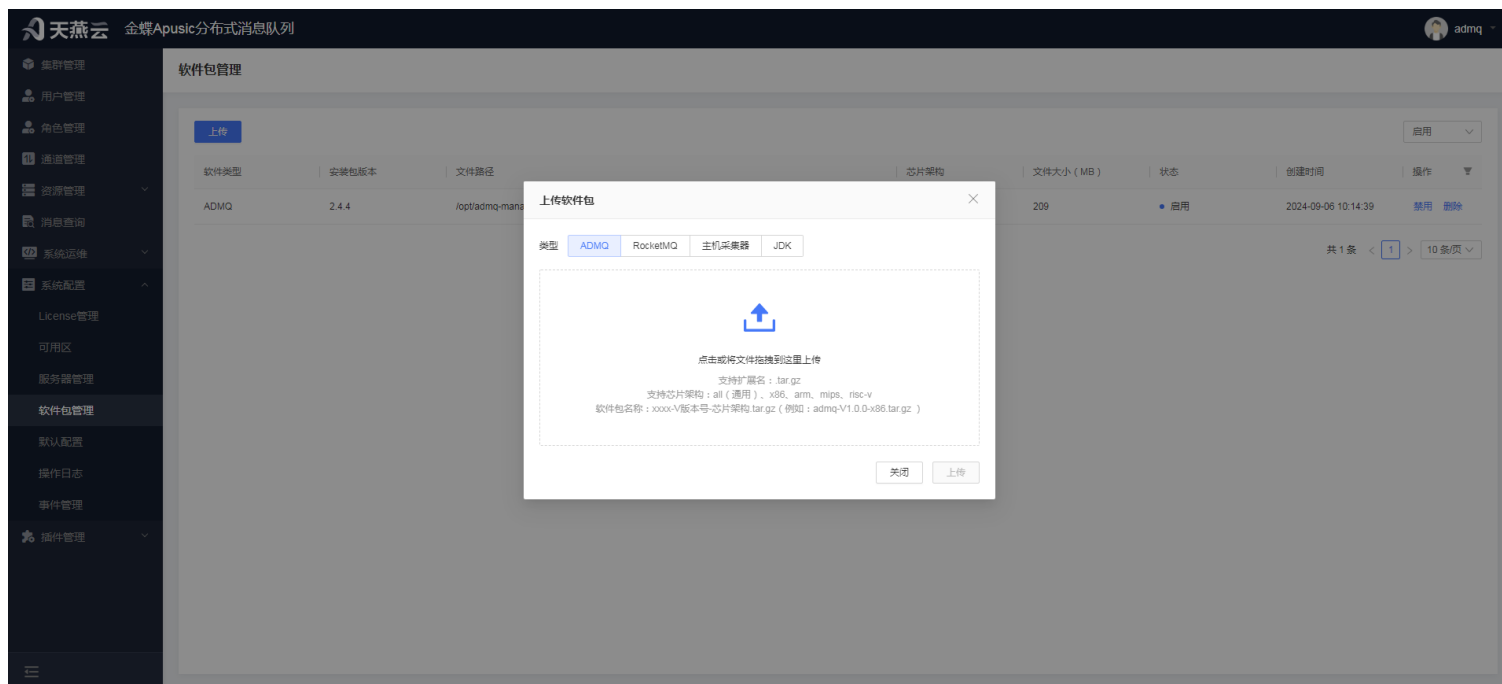 天燕云 金蝶Apusic分布式消息队列
admq
集群管理
用户管理
角色管理
通道管理
资源管理
消息查询
系统运维
系统配置
License管理
可用区
服务器管理
软件包管理
默认配置
操作日志
事件管理
插件管理
软件包管理
上传
启用
软件类型 安装包版本 文件路径 芯片架构 文件大小（MB） 状态 创建时间 操作
ADMQ 2.4.4 /opt/admq-mana 209 启用 2024-09-06 10:14:39 禁用 删除
共1条 < 1 > 10 条/页
上传软件包
类型 ADMQ RocketMQ 主机采集器 JDK
点击或将文件拖拽到这里上传
支持扩展名：.tar.gz
支持芯片架构：all（通用）、x86、arm、mips、risc-v
软件包名称：xxxx-V版本号-芯片架构.tar.gz（例如：admq-V1.0.0-x86.tar.gz ）
关闭 上传